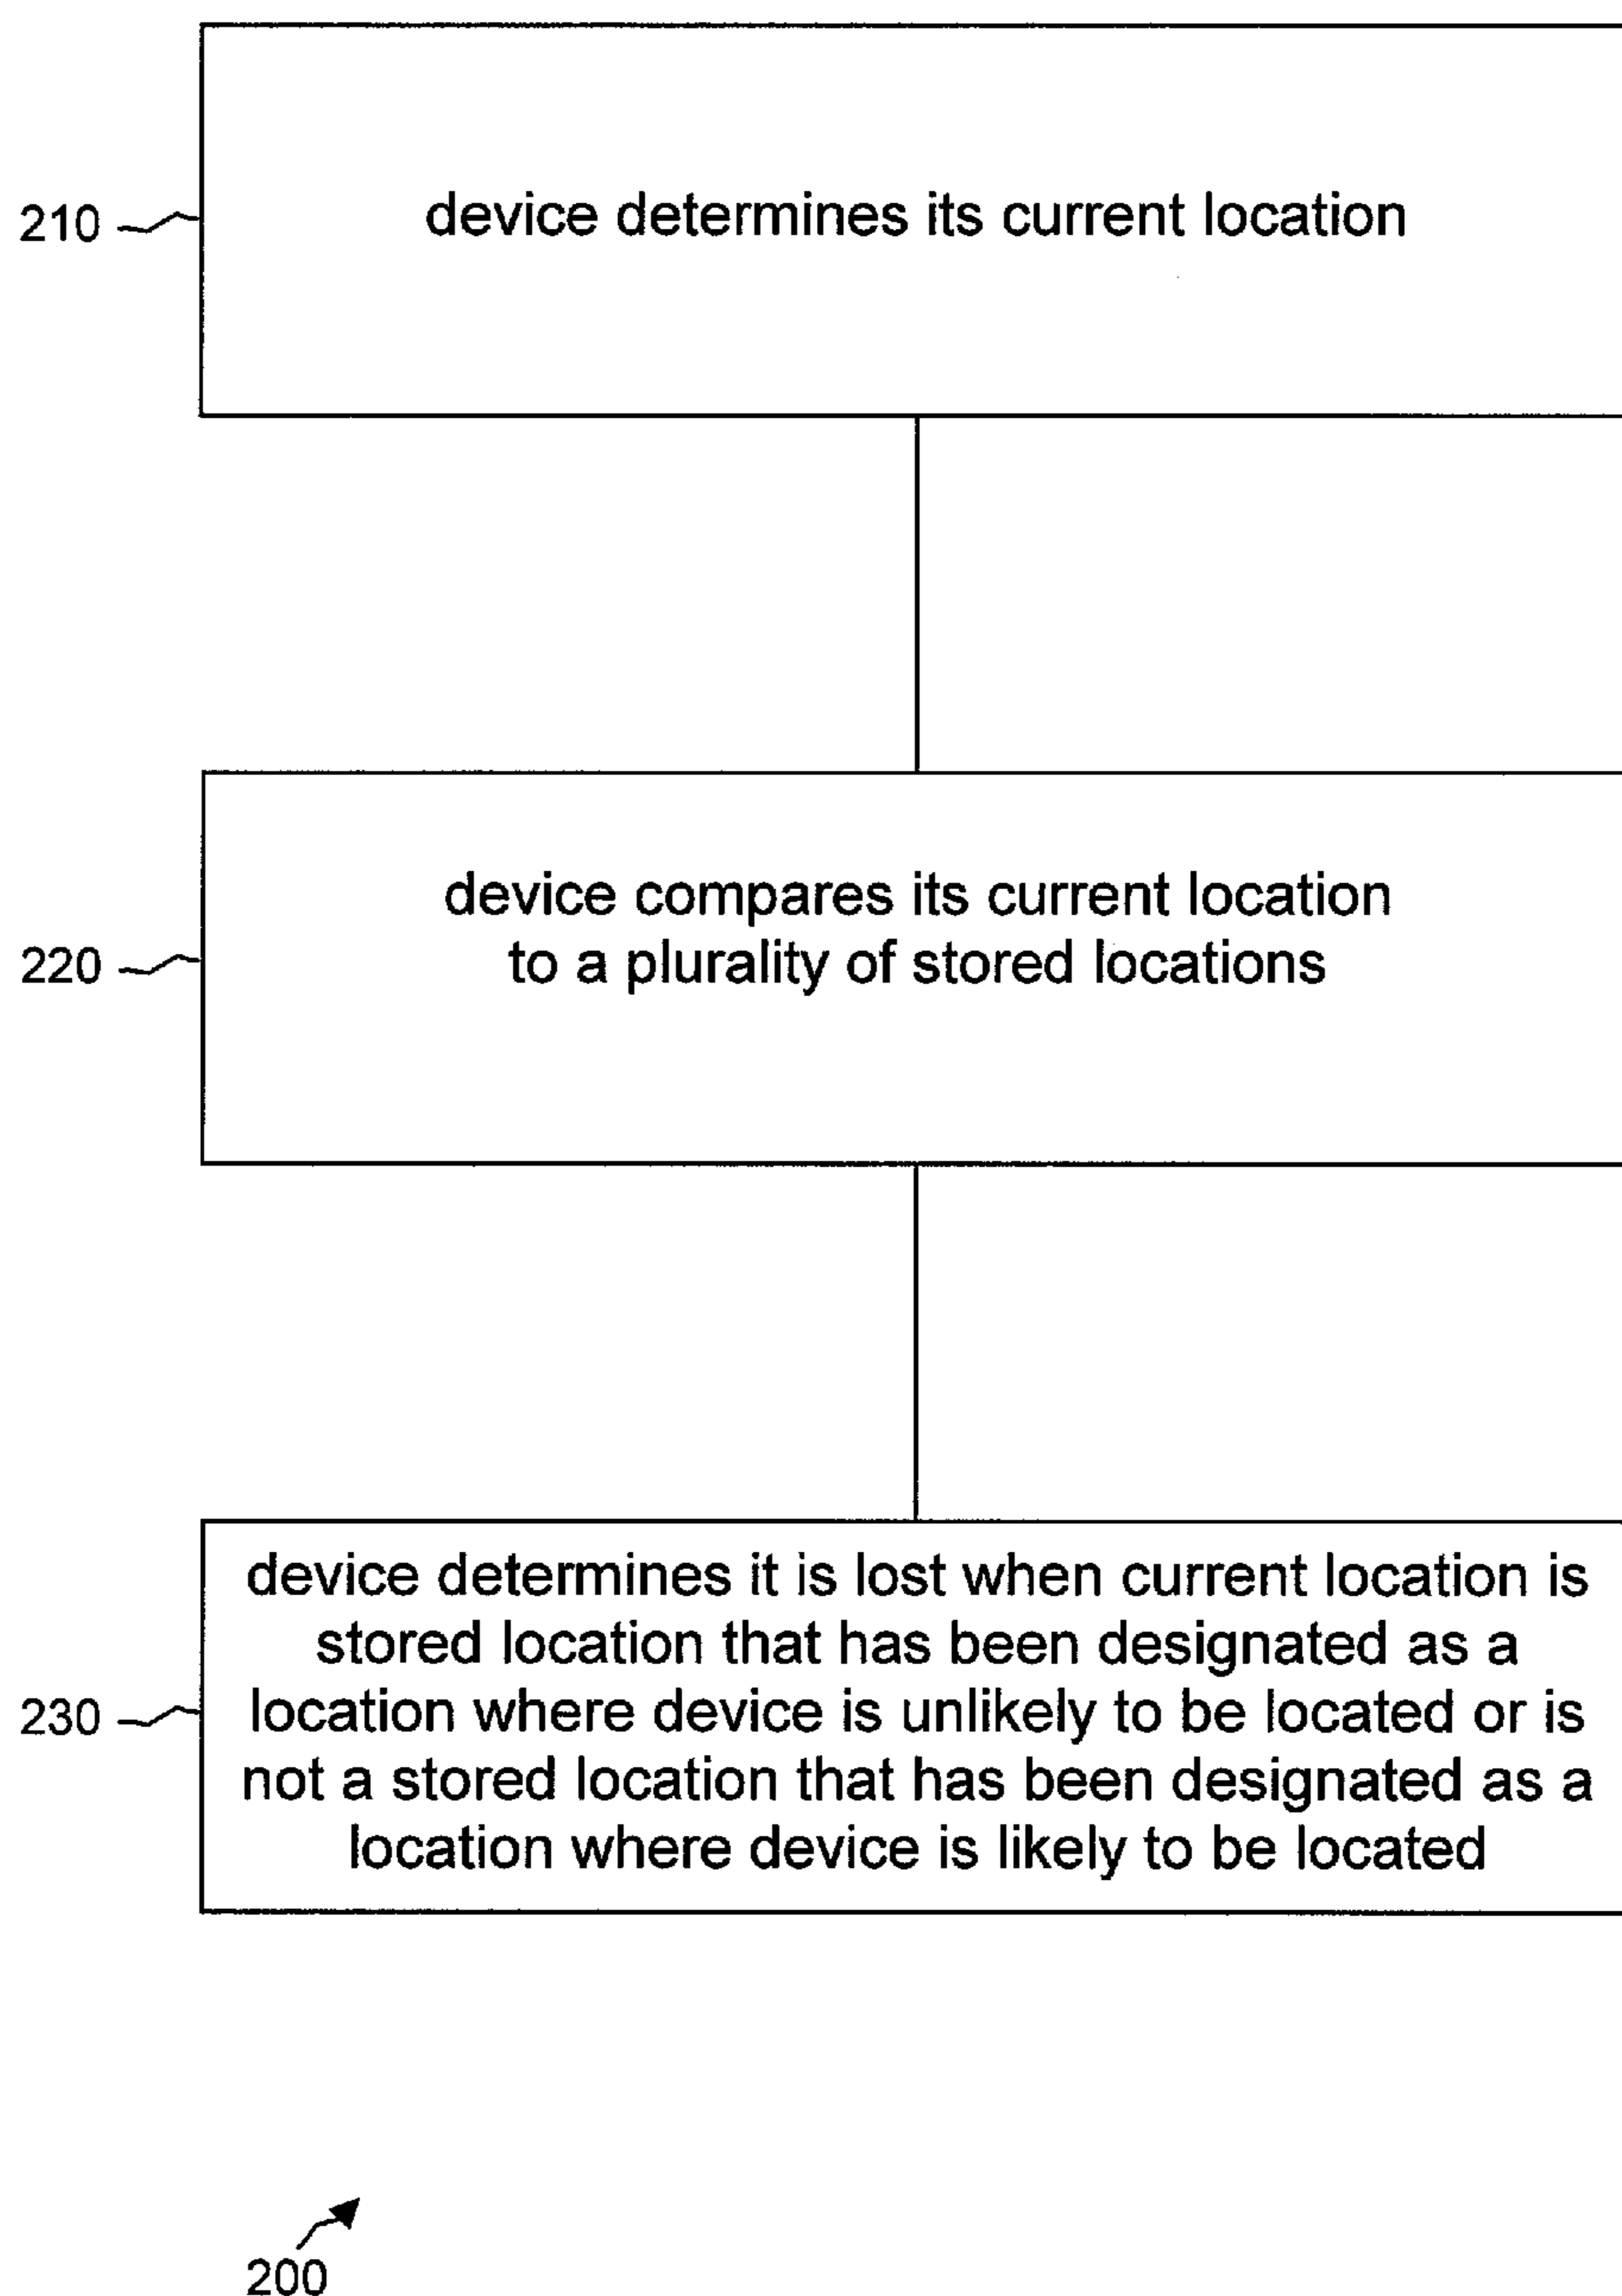 210
device determines its current location
220
device compares its current location
to a plurality of stored locations
230
device determines it is lost when current location is
stored location that has been designated as a
location where device is unlikely to be located or is
not a stored location that has been designated as a
location where device is likely to be located
200